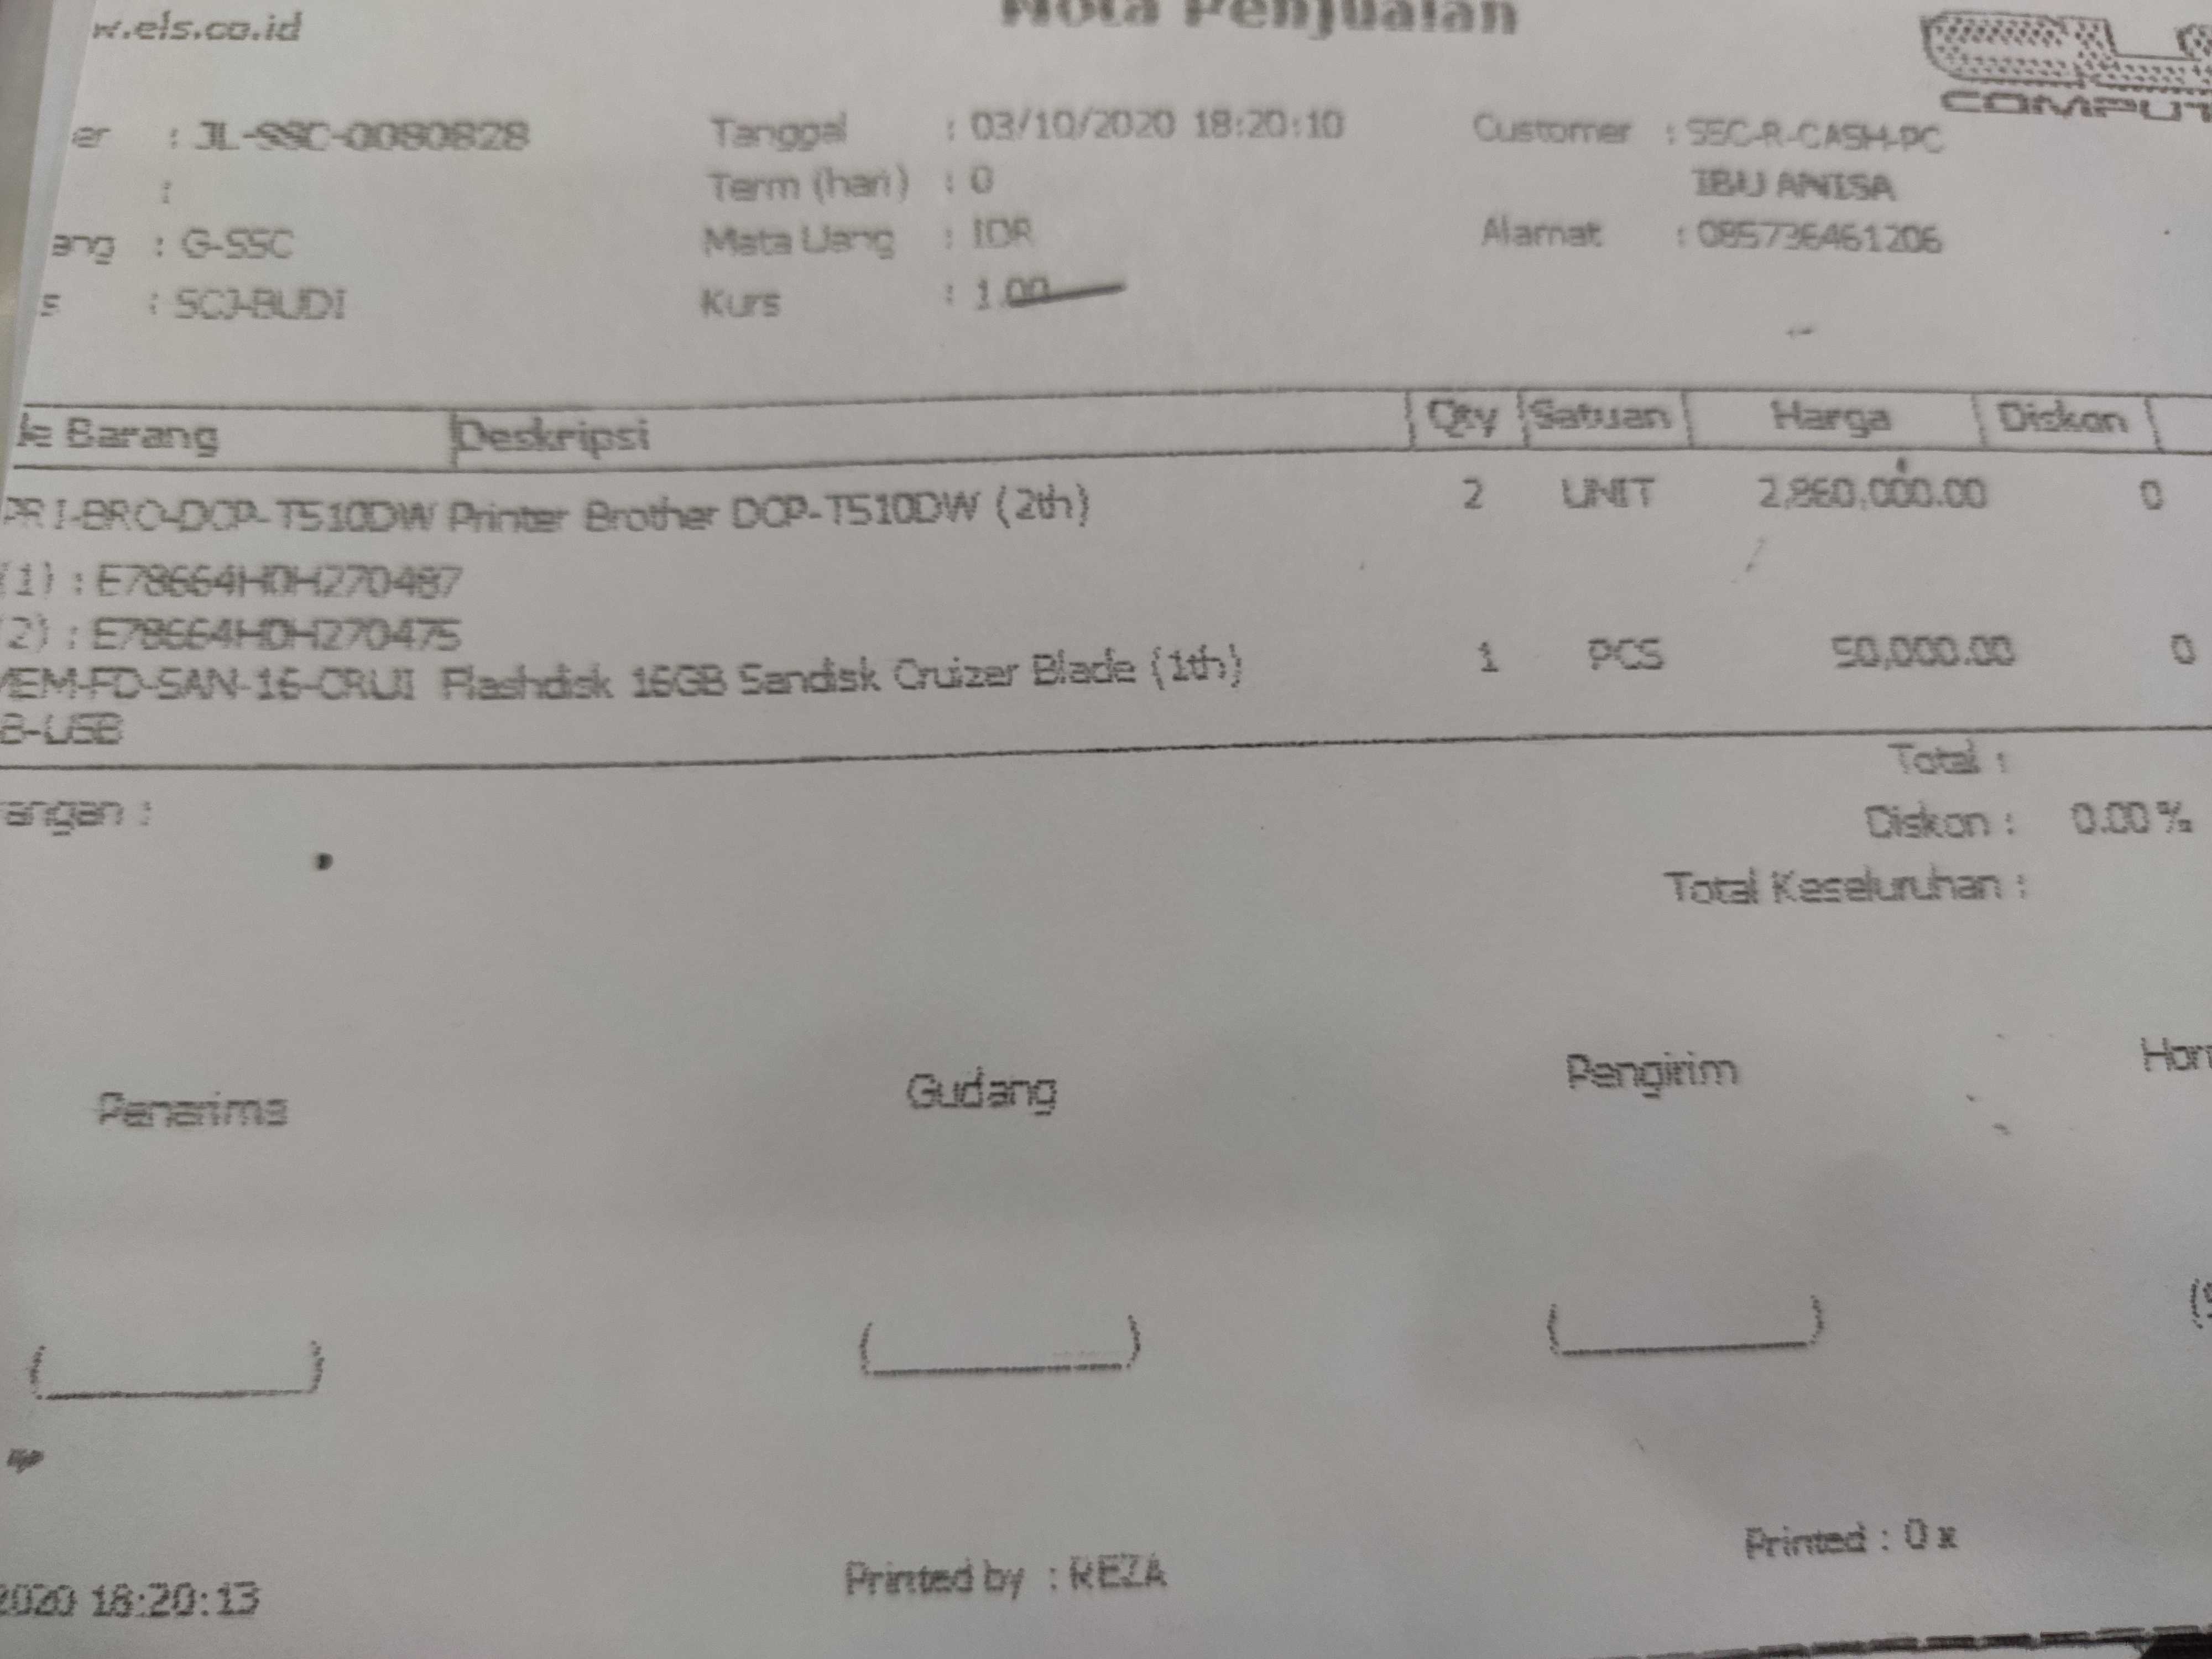 w.els.co.id
Nota Penjualan
COMPUT
er : JL-SSC-0080828
Tanggal : 03/10/2020 18:20:10
Customer : SSC-R-CASH-PC
:
Term (hari) : 0
IBU ANISA
ang : G-SSC
Mata Uang : IDR
Alamat : 085736461206
s : SCJ-BUDI
Kurs : 1.00
le Barang Deskripsi Qty Satuan Harga Diskon
PRI-BRO-DCP-T510DW Printer Brother DCP-T510DW (2th) 2 UNIT 2,860,000.00 0
(1) : E78664H0H270487
2) : E78664H0H270475
MEM-FD-SAN-16-CRUI Flashdisk 16GB Sandisk Cruizer Blade (1th) 1 PCS 50,000.00 0
B-USB
Total :
angan :
Diskon : 0.00%
Total Keseluruhan :
Penerima Gudang Pengirim Hor
(______) (______) (______) (S
Printed by : REZA
Printed : 0 x
2020 18:20:13